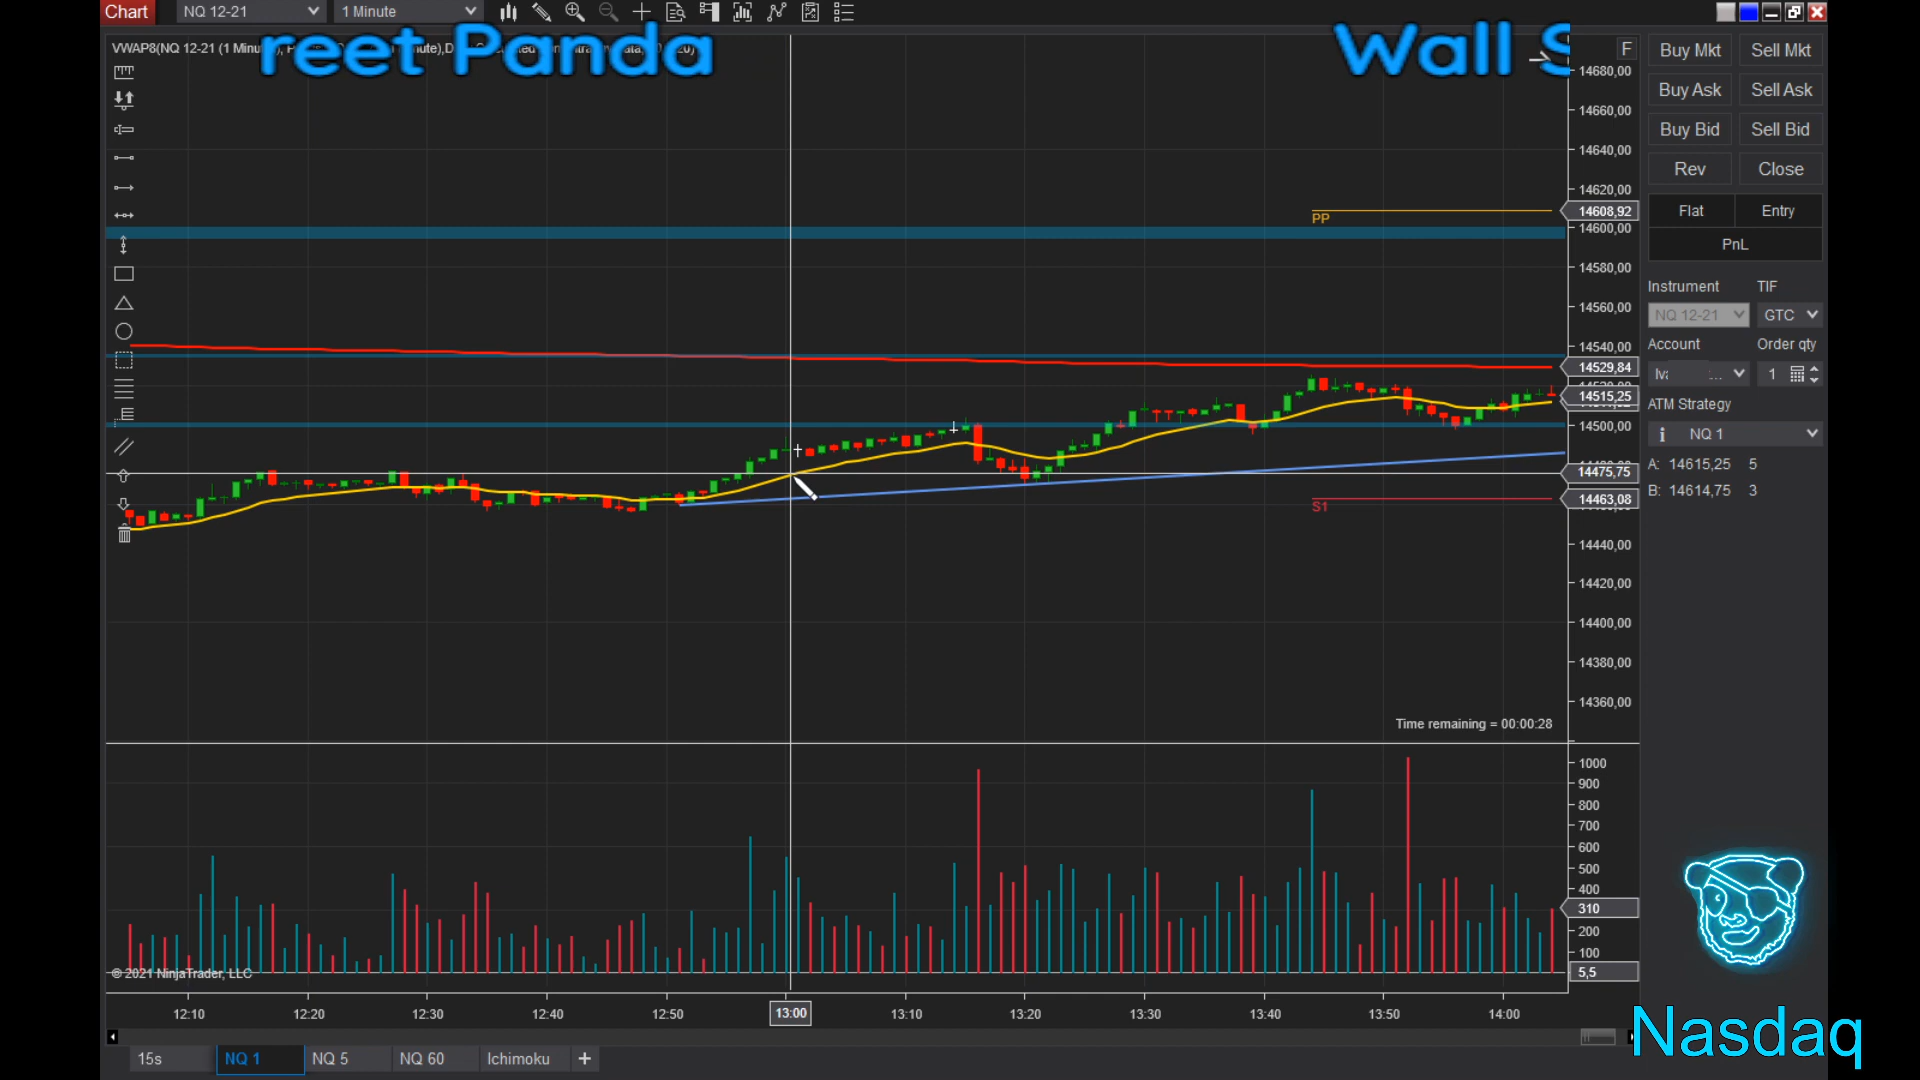 Chart NQ 12-21 1 Minute
reet Panda
Wall S
F
Buy Mkt Sell Mkt
Buy Ask Sell Ask
Buy Bid Sell Bid
Rev Close
Flat Entry
PnL
Instrument TIF
NQ 12-21 GTC
Account Order qty
1
ATM Strategy
NQ 1
A: 14615,25 5
B: 14614,75 3
14680,00
14660,00
14640,00
14620,00
PP
14608,92
14600,00
14580,00
14560,00
14540,00
14529,84
14515,25
14500,00
14475,75
14463,08
S1
14440,00
14420,00
14400,00
14380,00
14360,00
Time remaining = 00:00:28
1000
900
800
700
600
500
400
310
200
100
5,5
© 2021 NinjaTrader, LLC
12:10 12:20 12:30 12:40 12:50 13:00 13:10 13:20 13:30 13:40 13:50 14:00
15s NQ 1 NQ 5 NQ 60 Ichimoku +
Nasdaq